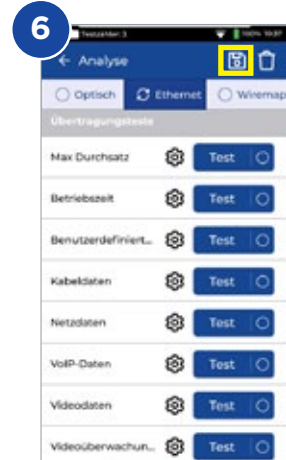 6
Testzähler: 3 100% 10:37
Analyse
Optisch Ethernet Wiremap
Übertragungsteste
Max Durchsatz Test
Betriebszeit Test
Benutzerdefiniert... Test
Kabeldaten Test
Netzdaten Test
VoIP-Daten Test
Videodaten Test
Videoüberwachun... Test